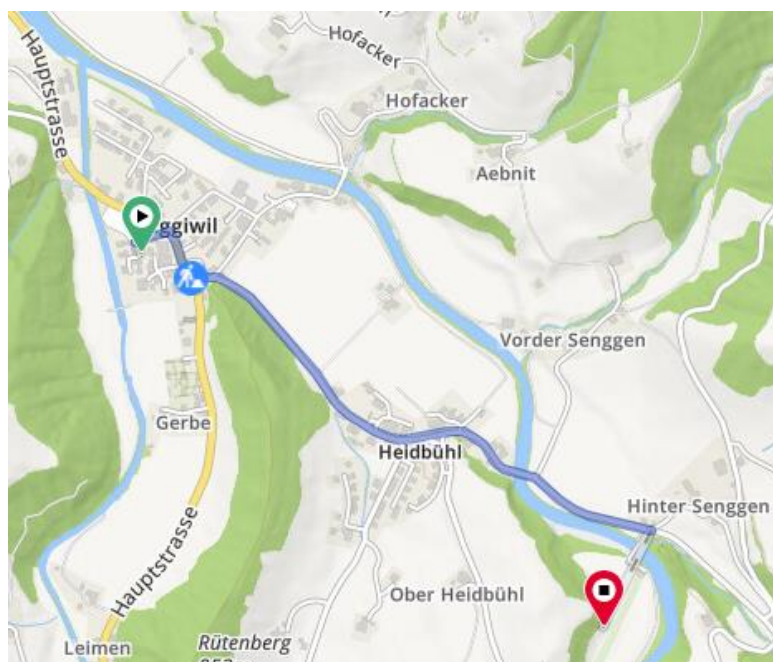 Hauptstrasse
Hofacker
Hofacker
Aebnit
ggiwil
Vorder Senggen
Gerbe
Heidbühl
Hinter Senggen
Hauptstrasse
Ober Heidbühl
Leimen
Rütenberg